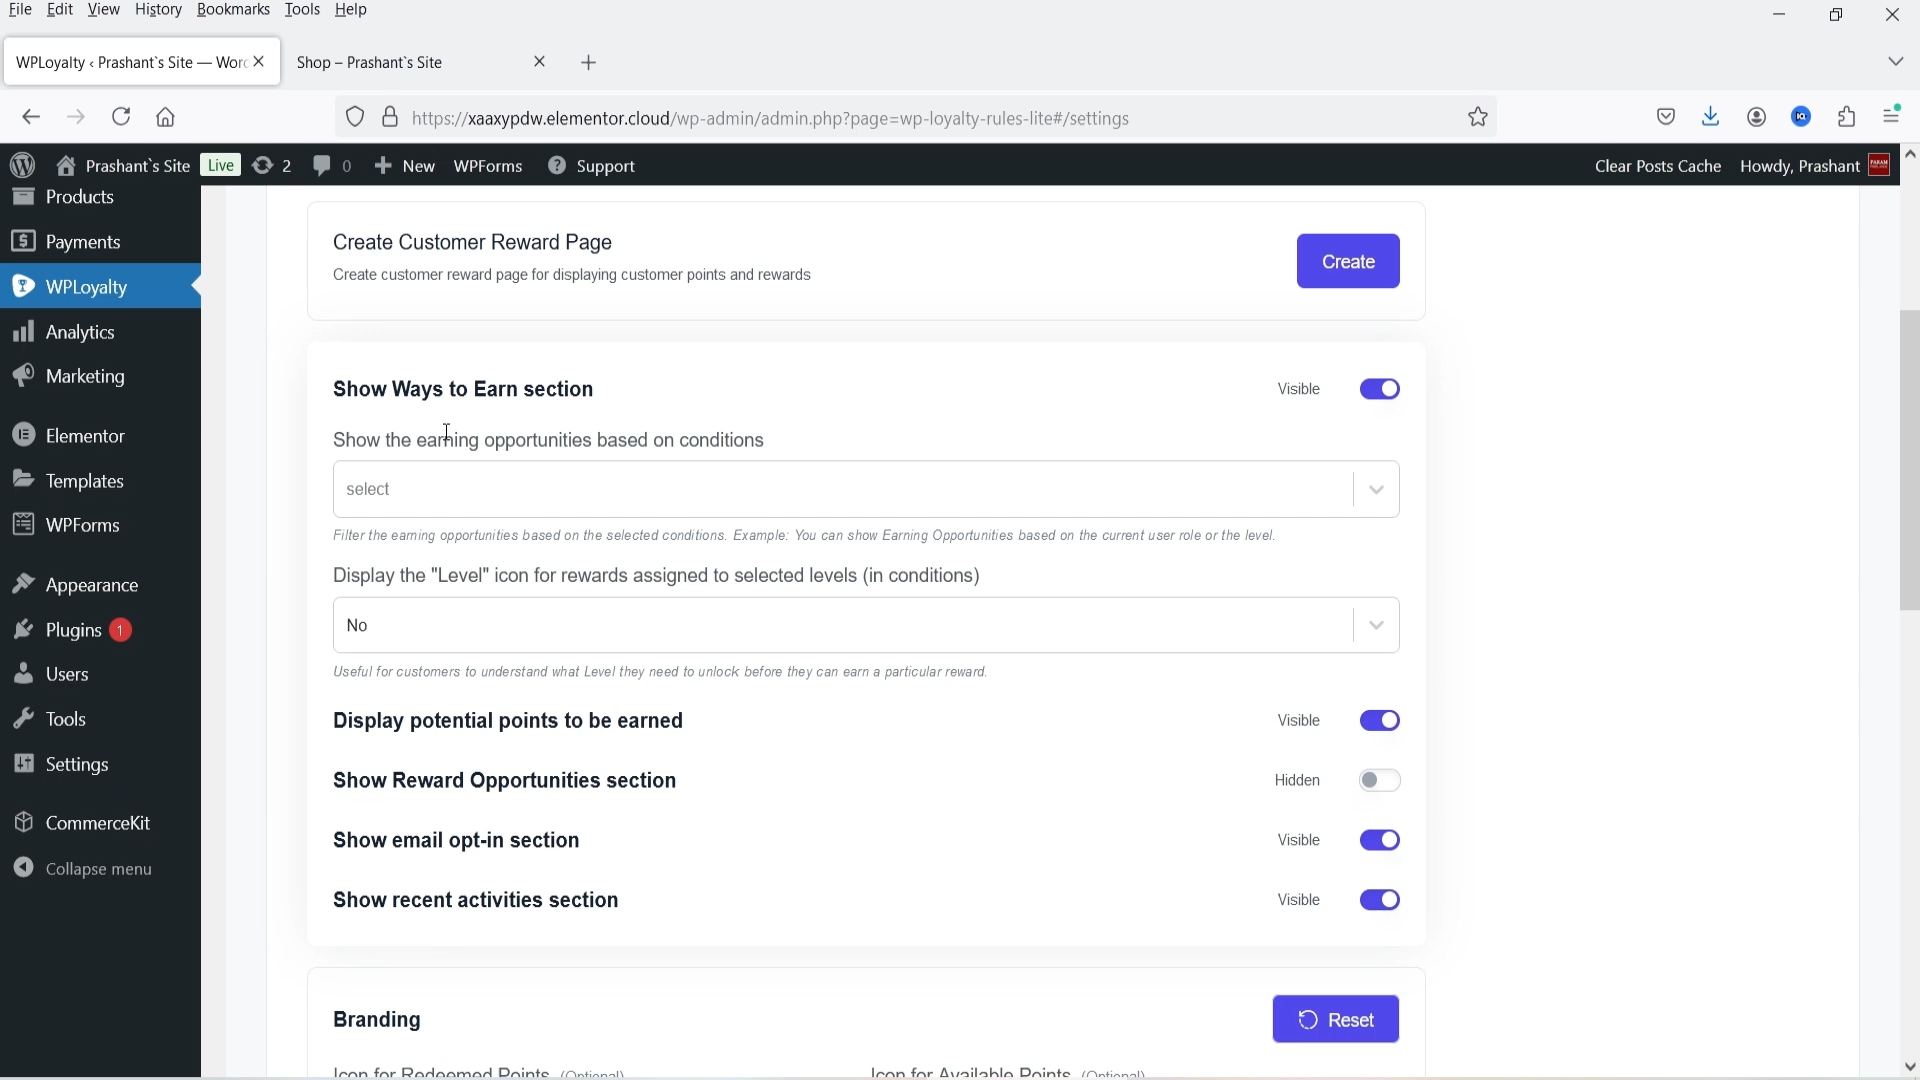 File Edit View History Bookmarks Tools Help
WPLoyalty ‹ Prashant`s Site — Word
Shop – Prashant`s Site
https://xaaxypdw.elementor.cloud/wp-admin/admin.php?page=wp-loyalty-rules-lite#/settings
Prashant`s Site Live 2 0 New WPForms Support Clear Posts Cache Howdy, Prashant
Products
Payments
WPLoyalty
Analytics
Marketing
Elementor
Templates
WPForms
Appearance
Plugins 1
Users
Tools
Settings
CommerceKit
Collapse menu
Create Customer Reward Page
Create customer reward page for displaying customer points and rewards
Create
Show Ways to Earn section Visible
Show the earning opportunities based on conditions
select
Filter the earning opportunities based on the selected conditions. Example: You can show Earning Opportunities based on the current user role or the level.
Display the "Level" icon for rewards assigned to selected levels (in conditions)
No
Useful for customers to understand what Level they need to unlock before they can earn a particular reward.
Display potential points to be earned Visible
Show Reward Opportunities section Hidden
Show email opt-in section Visible
Show recent activities section Visible
Branding Reset
Icon for Redeemed Points (Optional) Icon for Available Points (Optional)